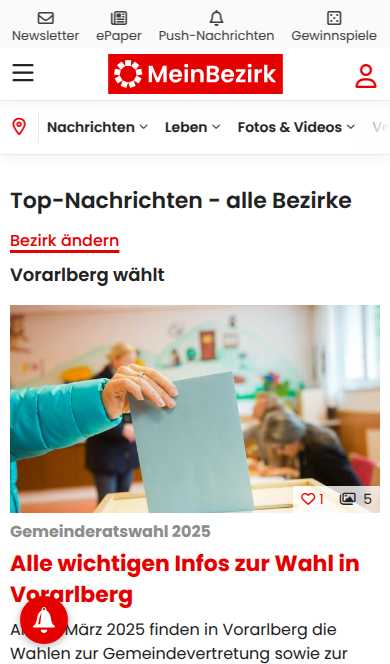 Newsletter ePaper Push-Nachrichten Gewinnspiele
MeinBezirk
Nachrichten Leben Fotos & Videos
Top-Nachrichten - alle Bezirke
Bezirk ändern
Vorarlberg wählt
1 5
Gemeinderatswahl 2025
Alle wichtigen Infos zur Wahl in
Vorarlberg
März 2025 finden in Vorarlberg die
Wahlen zur Gemeindevertretung sowie zur